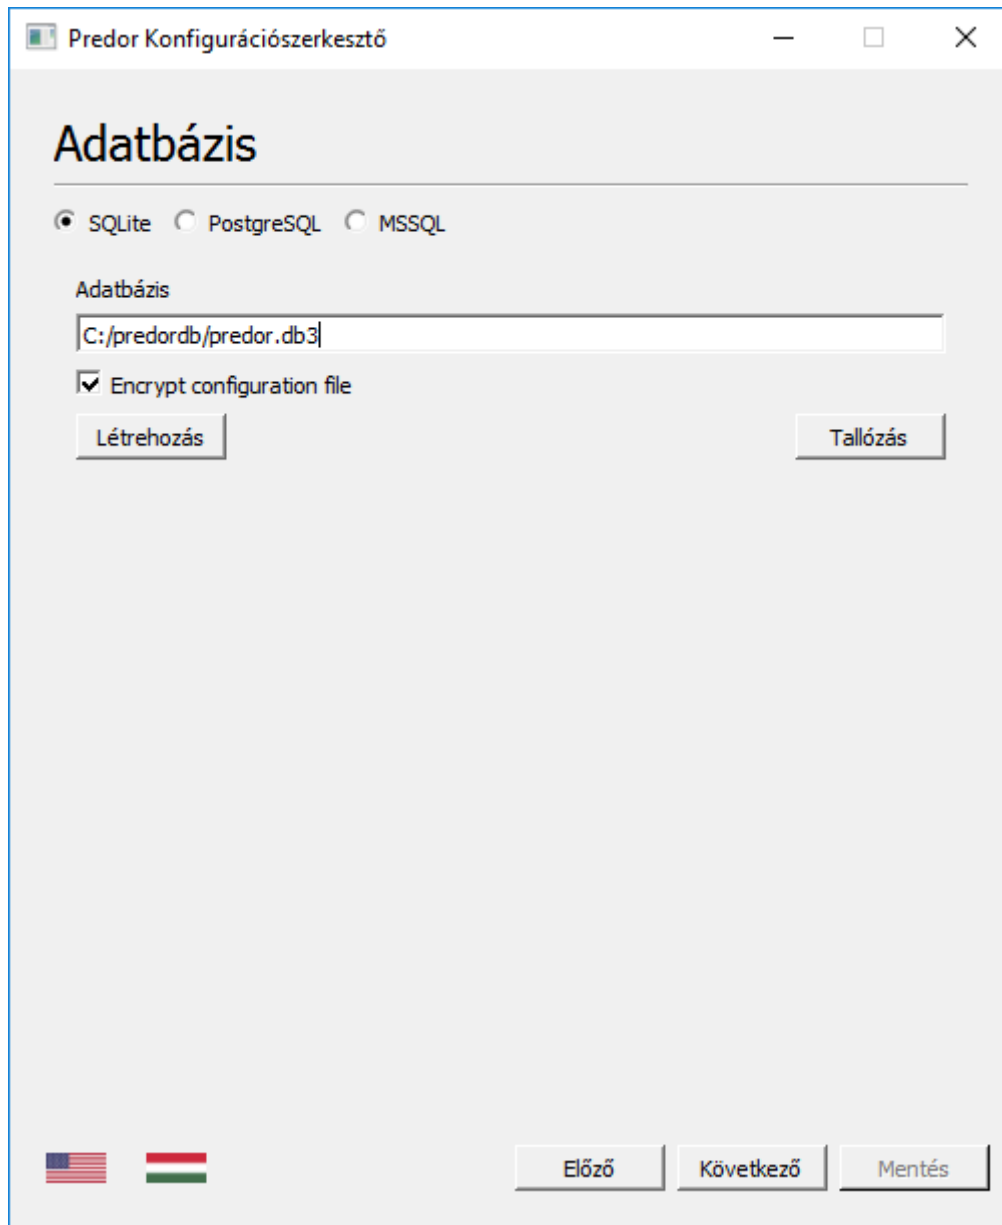 Predor Konfigurációszerkesztő
Adatbázis
SQLite PostgreSQL MSSQL
Adatbázis
C:/predordb/predor.db3
Encrypt configuration file
Létrehozás Tallózás
Előző Következő Mentés